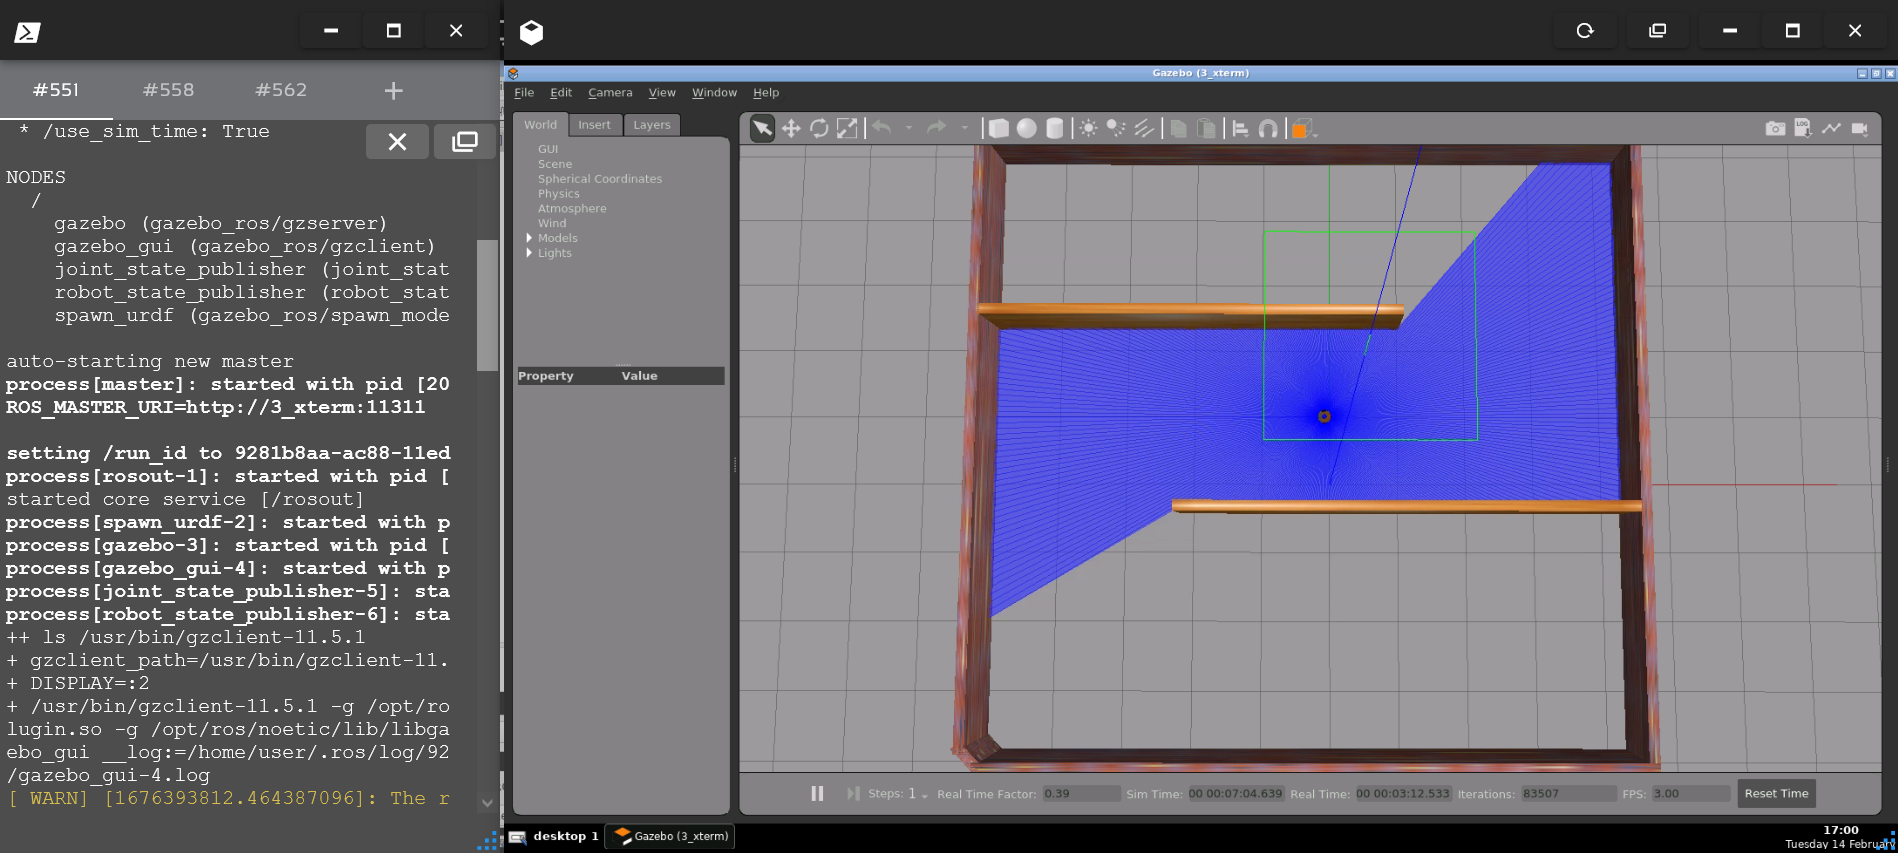 #551 #558 #562
* /use_sim_time: True
NODES
/
gazebo (gazebo_ros/gzserver)
gazebo_gui (gazebo_ros/gzclient)
joint_state_publisher (joint_stat
robot_state_publisher (robot_stat
spawn_urdf (gazebo_ros/spawn_mode
auto-starting new master
process[master]: started with pid [20
ROS_MASTER_URI=http://3_xterm:11311
setting /run_id to 9281b8aa-ac88-11ed
process[rosout-1]: started with pid [
started core service [/rosout]
process[spawn_urdf-2]: started with p
process[gazebo-3]: started with pid [
process[gazebo_gui-4]: started with p
process[joint_state_publisher-5]: sta
process[robot_state_publisher-6]: sta
++ ls /usr/bin/gzclient-11.5.1
+ gzclient_path=/usr/bin/gzclient-11.
+ DISPLAY=:2
+ /usr/bin/gzclient-11.5.1 -g /opt/ro
lugin.so -g /opt/ros/noetic/lib/libga
ebo_gui __log:=/home/user/.ros/log/92
/gazebo_gui-4.log
[ WARN] [1676393812.464387096]: The r
Gazebo (3_xterm)
File Edit Camera View Window Help
World Insert Layers
GUI
Scene
Spherical Coordinates
Physics
Atmosphere
Wind
Models
Lights
Property Value
LOG
Steps: 1 Real Time Factor: 0.39 Sim Time: 00 00:07:04.639 Real Time: 00 00:03:12.533 Iterations: 83507 FPS: 3.00 Reset Time
desktop 1 Gazebo (3_xterm)
17:00
Tuesday 14 February